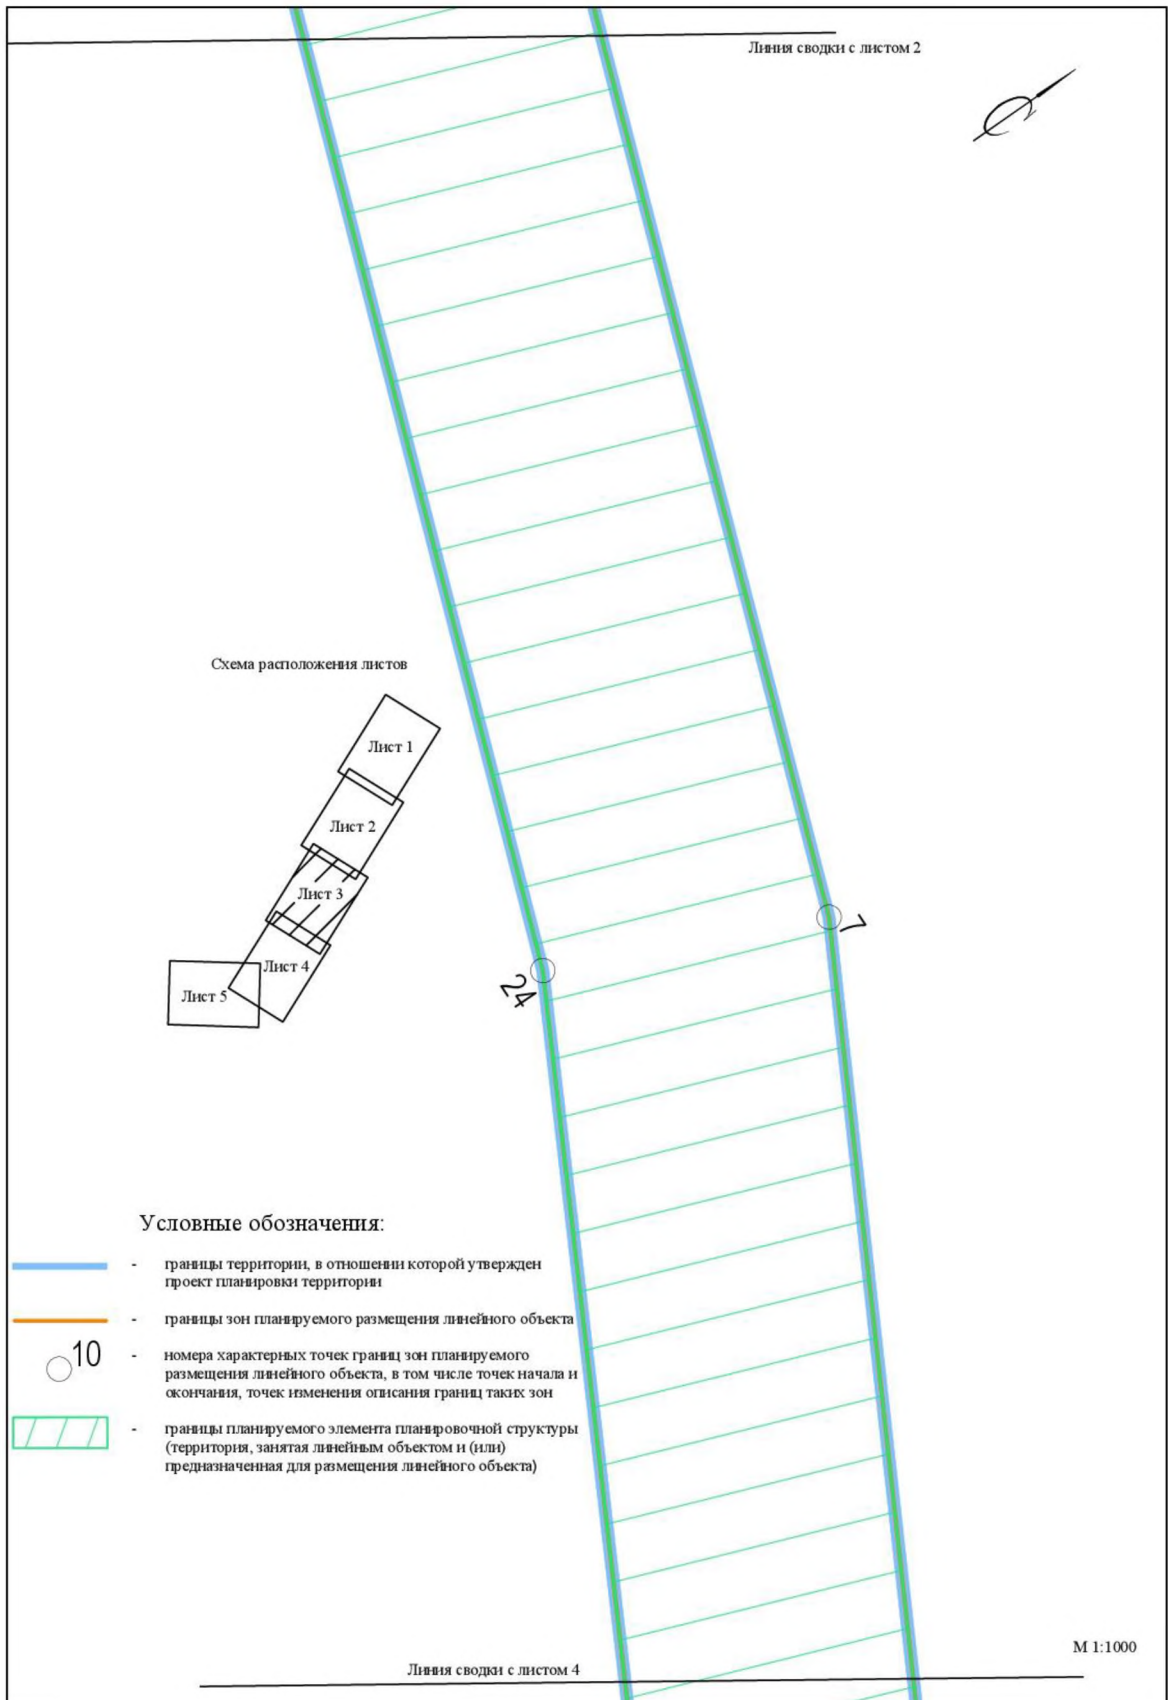 Линия сводки с листом 2
Схема расположения листов
Лист 1
Лист 2
Лист 3
Лист 4
Лист 5
7
24
Условные обозначения:
- границы территории, в отношении которой утвержден
проект планировки территории
- границы зон планируемого размещения линейного объекта
10 - номера характерных точек границ зон планируемого
размещения линейного объекта, в том числе точек начала и
окончания, точек изменения описания границ таких зон
- границы планируемого элемента планировочной структуры
(территория, занятая линейным объектом и (или)
предназначенная для размещения линейного объекта)
М 1:1000
Линия сводки с листом 4